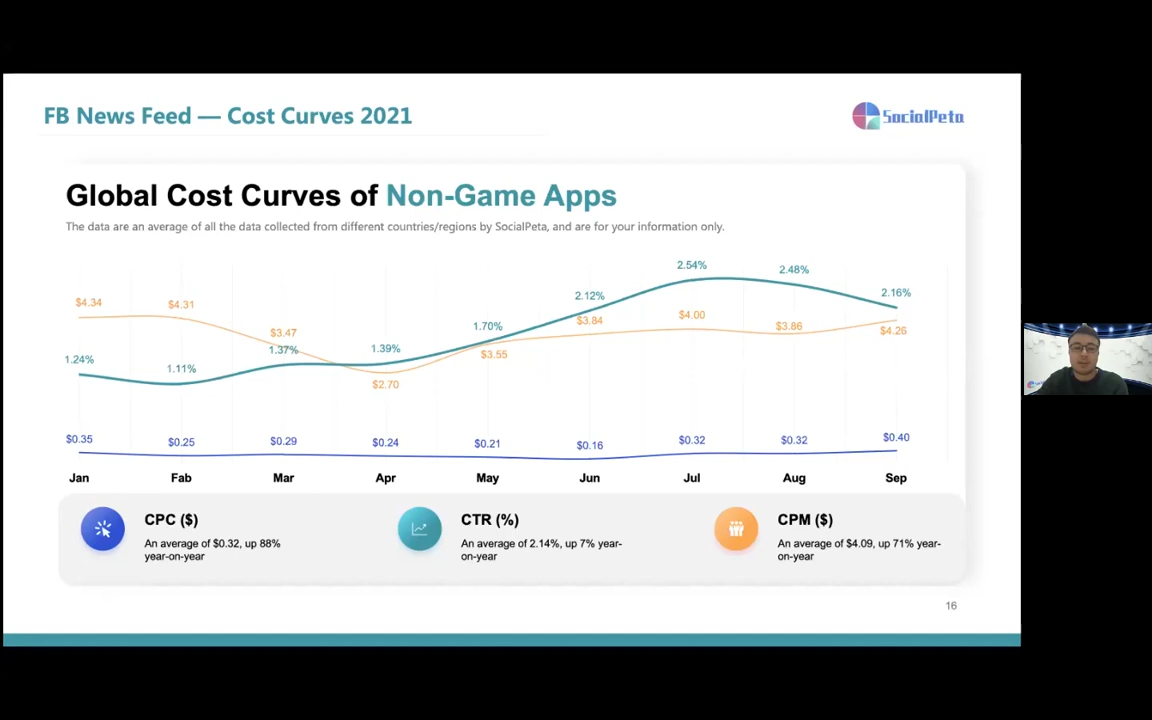 FB News Feed — Cost Curves 2021
SocialPeta
Global Cost Curves of Non-Game Apps
The data are an average of all the data collected from different countries/regions by SocialPeta, and are for your information only.
2.54%
2.48%
2.16%
2.12%
$4.34
$4.31
$4.00
$3.84
$3.86
$4.26
1.70%
$3.47
1.37%
1.39%
$3.55
1.24%
1.11%
$2.70
$0.35
$0.25
$0.29
$0.24
$0.21
$0.16
$0.32
$0.32
$0.40
Jan
Fab
Mar
Apr
May
Jun
Jul
Aug
Sep
CPC ($)
An average of $0.32, up 88%
year-on-year
CTR (%)
An average of 2.14%, up 7% year-
on-year
CPM ($)
An average of $4.09, up 71% year-
on-year
16